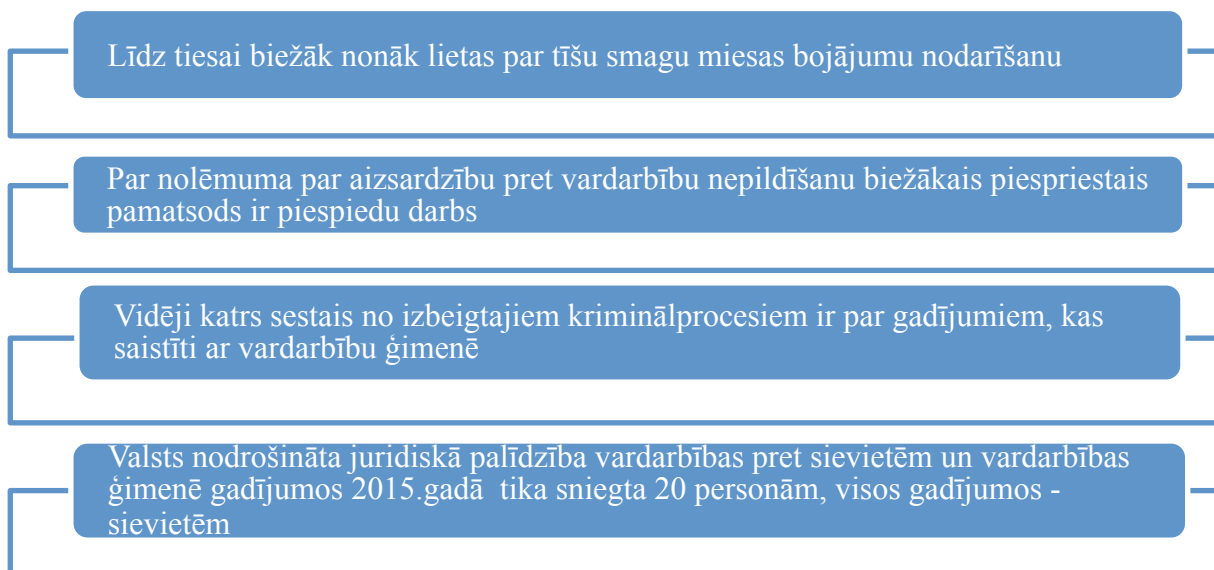 Līdz tiesai biežāk nonāk lietas par tīšu smagu miesas bojājumu nodarīšanu
Par nolēmuma par aizsardzību pret vardarbību nepildīšanu biežākais piespriestais
pamatsods ir piespiedu darbs
Vidēji katrs sestais no izbeigtajiem kriminālprocesiem ir par gadījumiem, kas
saistīti ar vardarbību ģimenē
Valsts nodrošināta juridiskā palīdzība vardarbības pret sievietēm un vardarbības
ģimenē gadījumos 2015.gadā tika sniegta 20 personām, visos gadījumos -
sievietēm